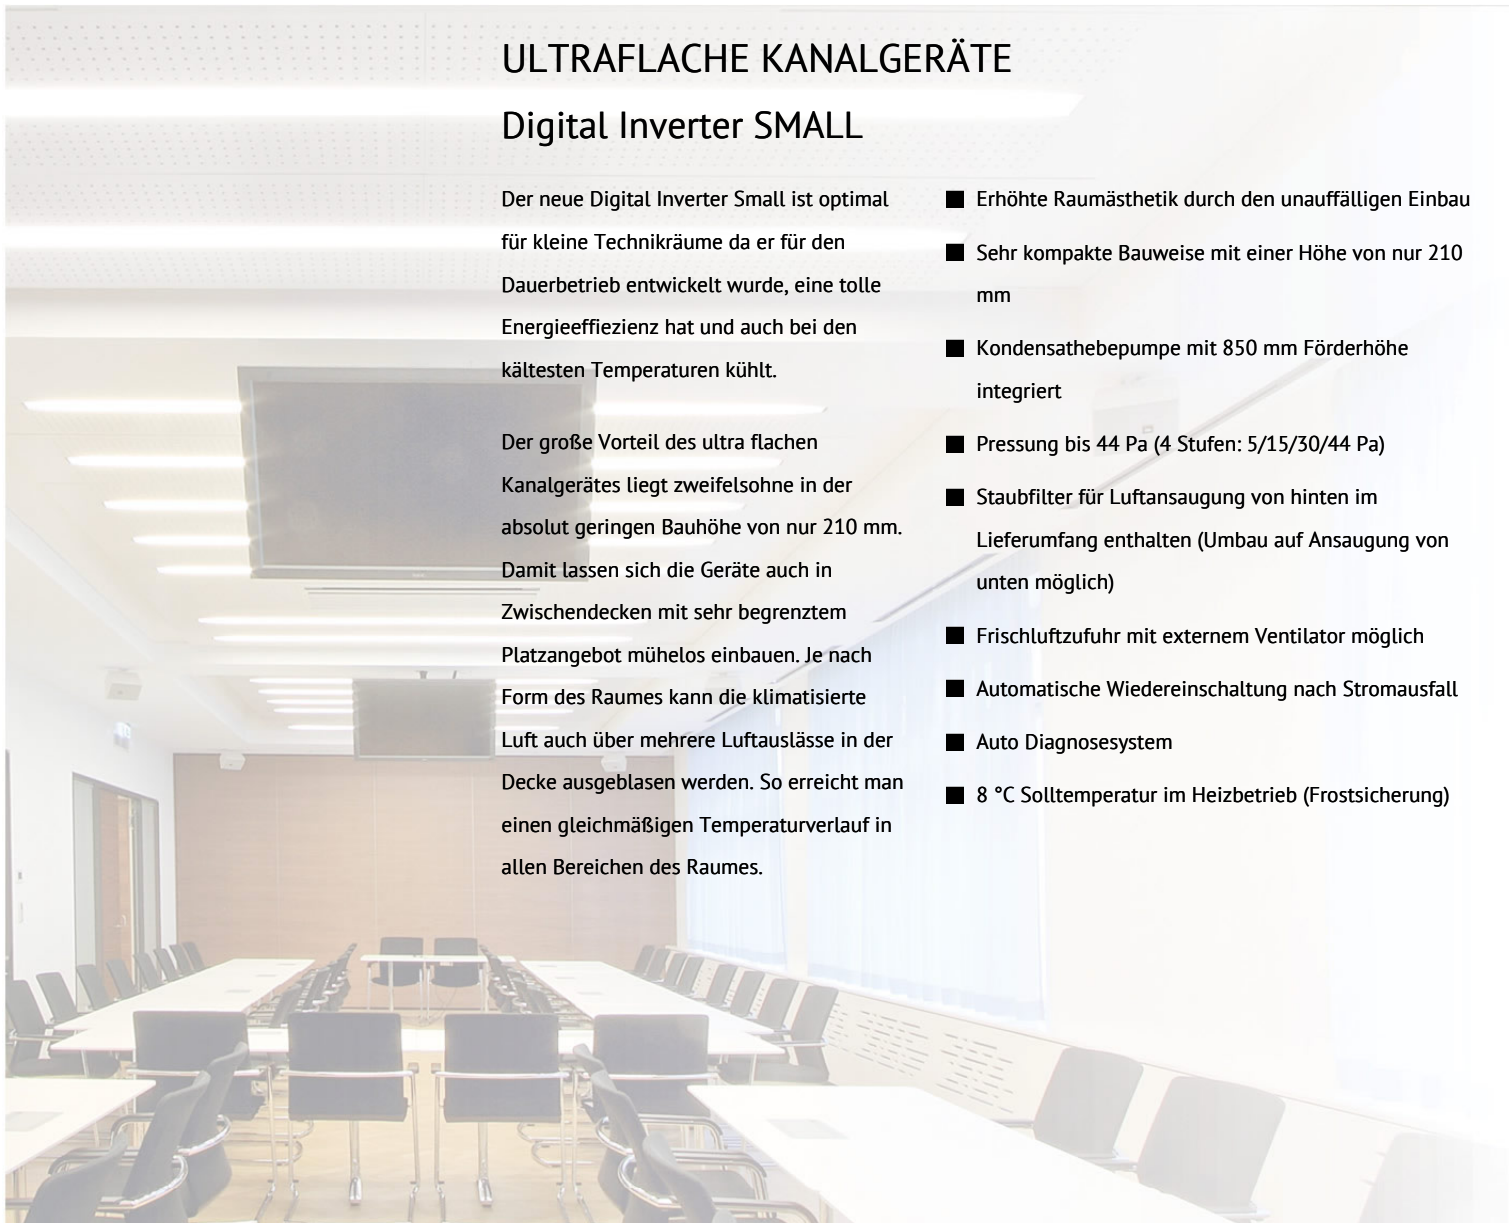 ULTRAFLACHE KANALGERÄTE
Digital Inverter SMALL
Der neue Digital Inverter Small ist optimal
für kleine Technikräume da er für den
Dauerbetrieb entwickelt wurde, eine tolle
Energieeffiezienz hat und auch bei den
kältesten Temperaturen kühlt.
Der große Vorteil des ultra flachen
Kanalgerätes liegt zweifelsohne in der
absolut geringen Bauhöhe von nur 210 mm.
Damit lassen sich die Geräte auch in
Zwischendecken mit sehr begrenztem
Platzangebot mühelos einbauen. Je nach
Form des Raumes kann die klimatisierte
Luft auch über mehrere Luftauslässe in der
Decke ausgeblasen werden. So erreicht man
einen gleichmäßigen Temperaturverlauf in
allen Bereichen des Raumes.
■ Erhöhte Raumästhetik durch den unauffälligen Einbau
■ Sehr kompakte Bauweise mit einer Höhe von nur 210
mm
■ Kondensathebepumpe mit 850 mm Förderhöhe
integriert
■ Pressung bis 44 Pa (4 Stufen: 5/15/30/44 Pa)
■ Staubfilter für Luftansaugung von hinten im
Lieferumfang enthalten (Umbau auf Ansaugung von
unten möglich)
■ Frischluftzufuhr mit externem Ventilator möglich
■ Automatische Wiedereinschaltung nach Stromausfall
■ Auto Diagnosesystem
■ 8 °C Solltemperatur im Heizbetrieb (Frostsicherung)